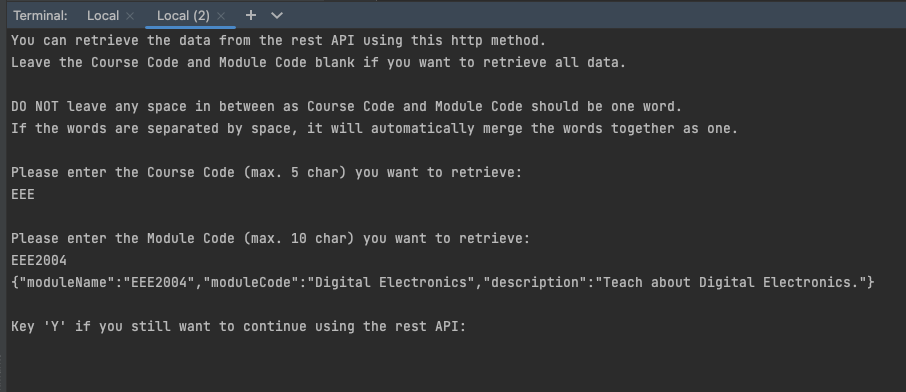 Terminal: Local × Local (2) × +
You can retrieve the data from the rest API using this http method.
Leave the Course Code and Module Code blank if you want to retrieve all data.
DO NOT leave any space in between as Course Code and Module Code should be one word.
If the words are separated by space, it will automatically merge the words together as one.
Please enter the Course Code (max. 5 char) you want to retrieve:
EEE
Please enter the Module Code (max. 10 char) you want to retrieve:
EEE2004
{"moduleName":"EEE2004","moduleCode":"Digital Electronics","description":"Teach about Digital Electronics."}
Key 'Y' if you still want to continue using the rest API: